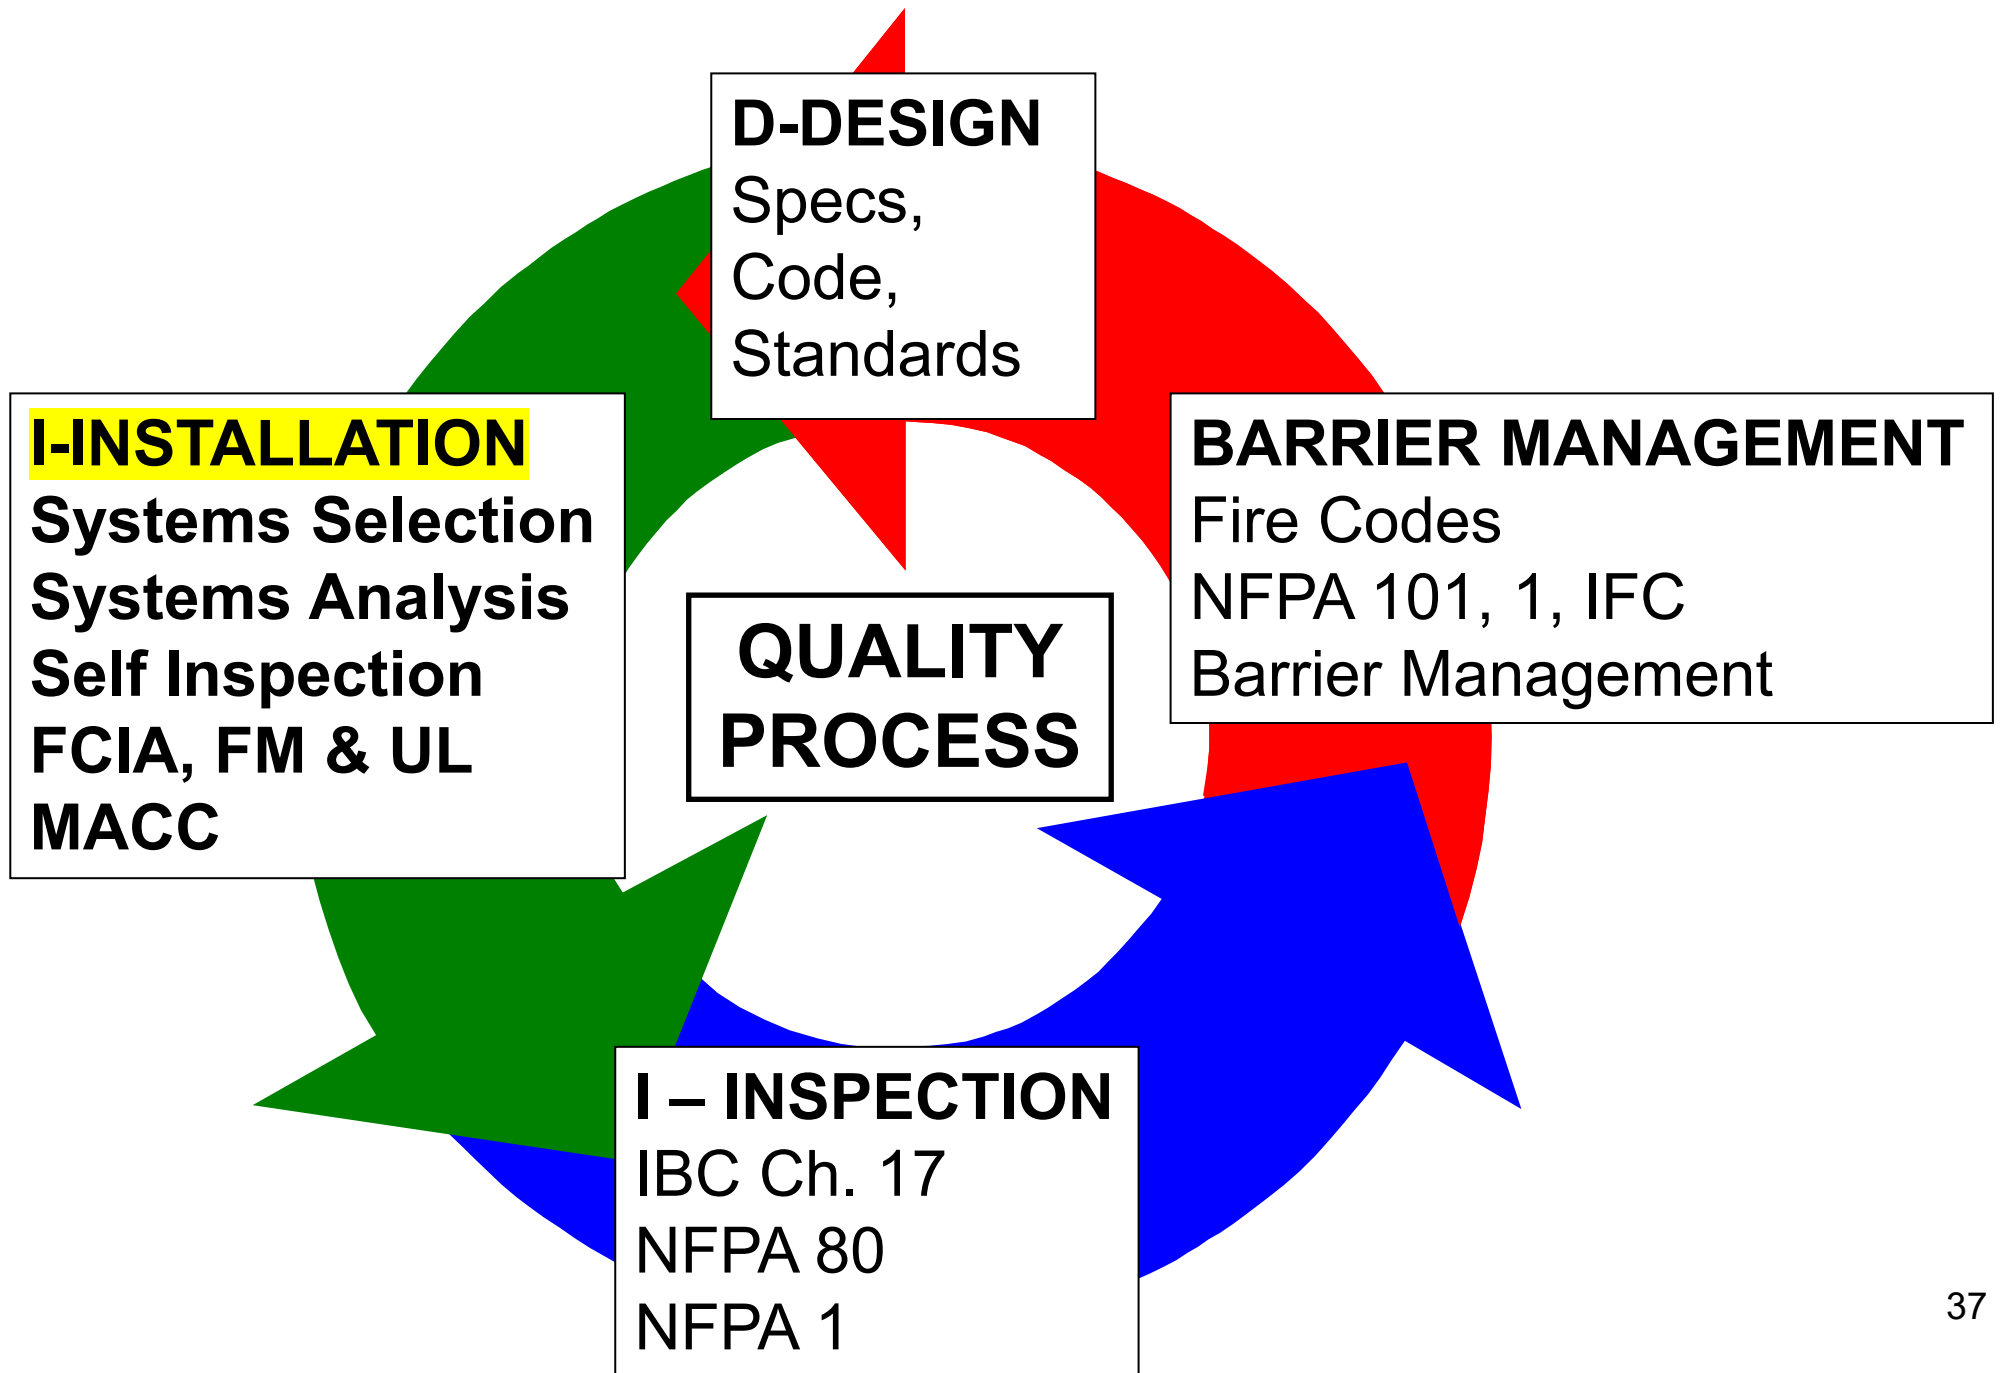 D-DESIGN
Specs,
Code,
Standards
I-INSTALLATION
Systems Selection
Systems Analysis
Self Inspection
FCIA, FM & UL
MACC
BARRIER MANAGEMENT
Fire Codes
NFPA 101, 1, IFC
Barrier Management
QUALITY
PROCESS
I – INSPECTION
IBC Ch. 17
NFPA 80
NFPA 1
37